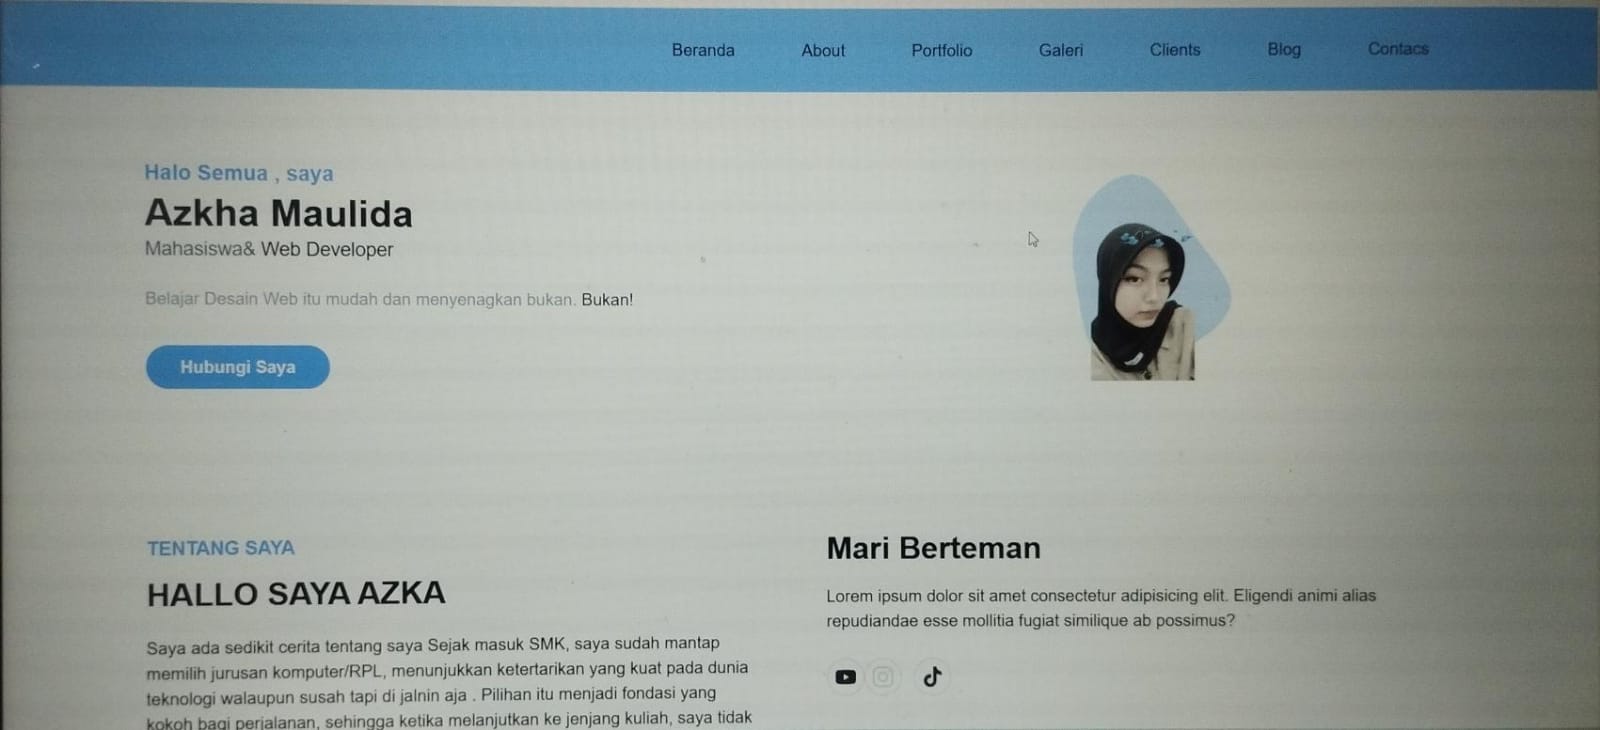 Beranda About Portfolio Galeri Clients Blog Contacs
Halo Semua , saya
Azkha Maulida
Mahasiswa& Web Developer
Belajar Desain Web itu mudah dan menyenagkan bukan. Bukan!
Hubungi Saya
TENTANG SAYA
HALLO SAYA AZKA
Saya ada sedikit cerita tentang saya Sejak masuk SMK, saya sudah mantap
memilih jurusan komputer/RPL, menunjukkan ketertarikan yang kuat pada dunia
teknologi walaupun susah tapi di jalnin aja . Pilihan itu menjadi fondasi yang
kokoh bagi perjalanan, sehingga ketika melanjutkan ke jenjang kuliah, saya tidak
Mari Berteman
Lorem ipsum dolor sit amet consectetur adipisicing elit. Eligendi animi alias
repudiandae esse mollitia fugiat similique ab possimus?